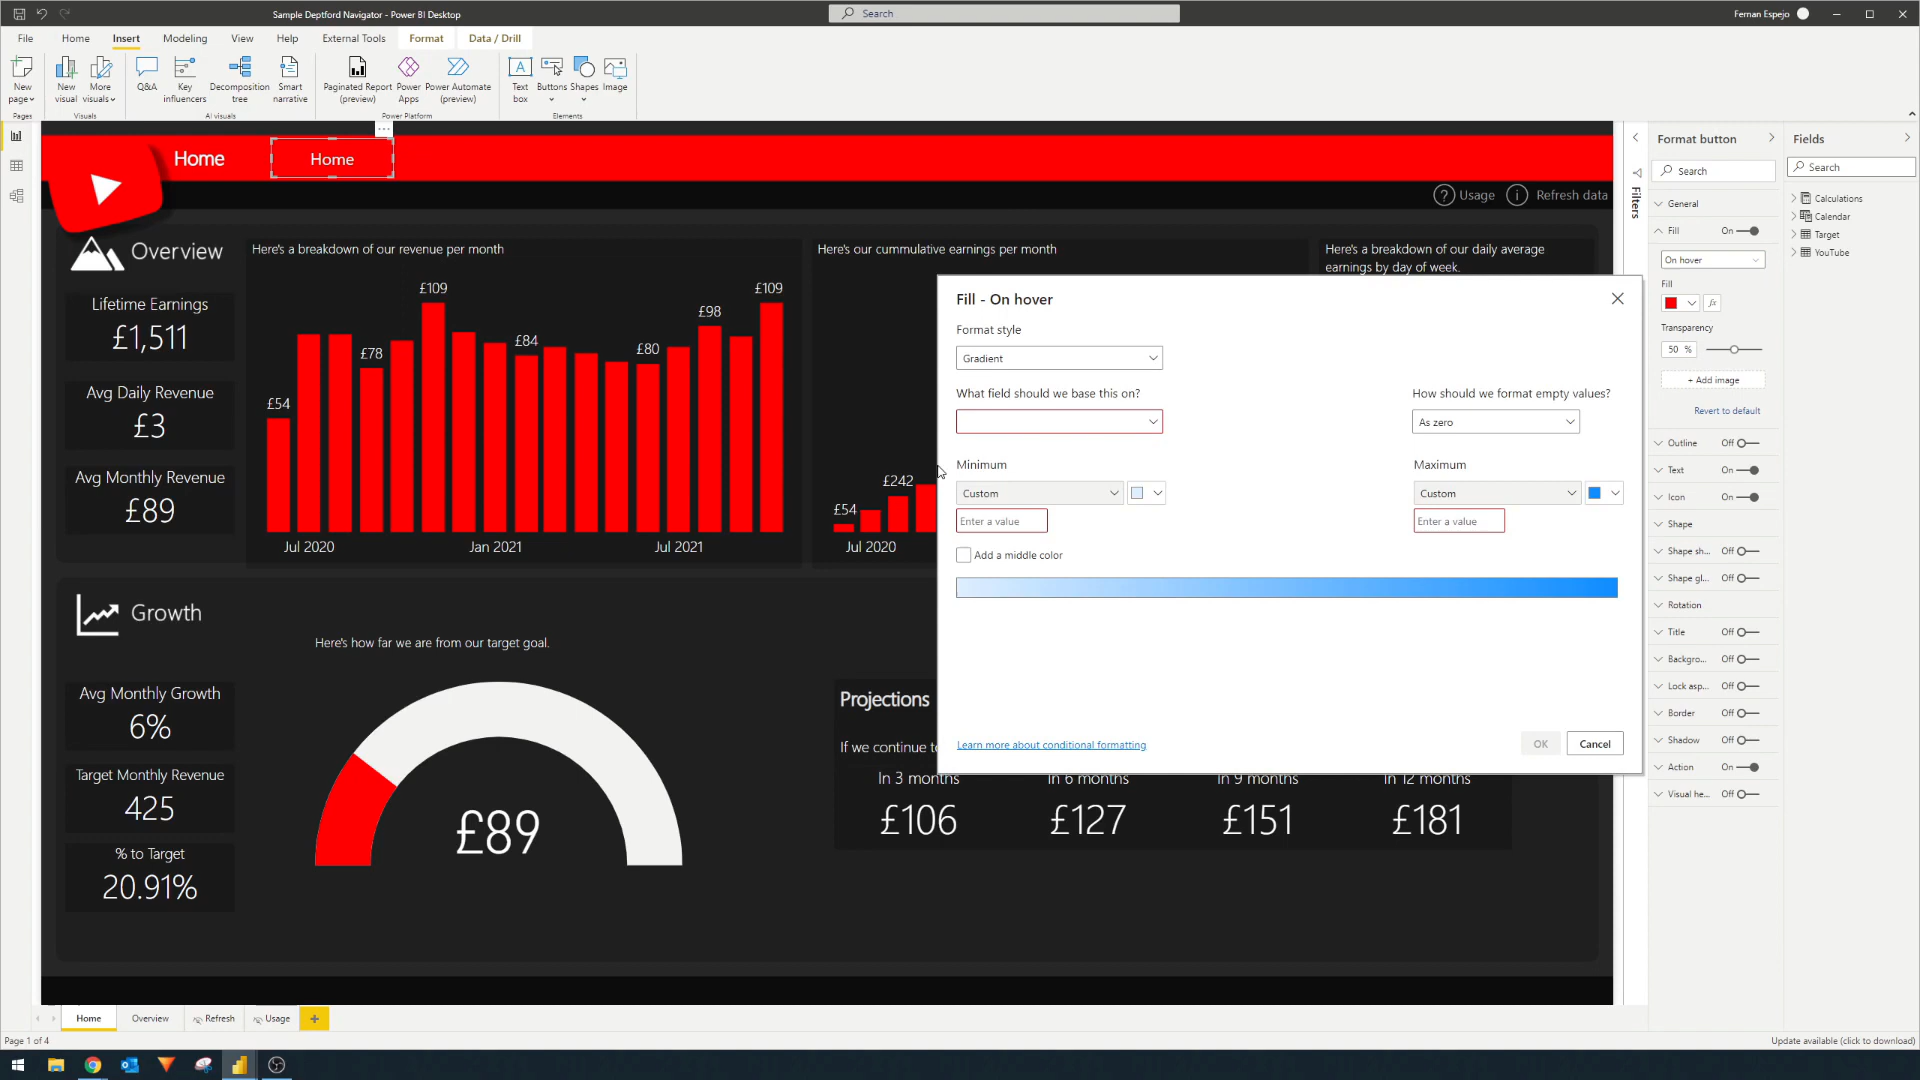 Sample Deptford Navigator - Power BI Desktop
Search
Fernan Espejo
File
Home
Insert
Modeling
View
Help
External Tools
Format
Data / Drill
New page
New visual
More visuals
Q&A
Key influencers
Decomposition tree
Smart narrative
Paginated Report (preview)
Power Apps
Power Automate (preview)
Text box
Buttons
Shapes
Image
Pages
Visuals
AI visuals
Power Platform
Elements
Home
Home
Usage
Refresh data
Overview
Lifetime Earnings
£1,511
Avg Daily Revenue
£3
Avg Monthly Revenue
£89
Here's a breakdown of our revenue per month
£54
£78
£109
£84
£80
£98
£109
Jul 2020
Jan 2021
Jul 2021
Here's our cummulative earnings per month
£54
£242
Jul 2020
Here's a breakdown of our daily average
earnings by day of week.
Growth
Avg Monthly Growth
6%
Target Monthly Revenue
425
% to Target
20.91%
Here's how far we are from our target goal.
£89
Projections
If we continue t
In 3 months
£106
In 6 months
£127
In 9 months
£151
In 12 months
£181
Fill - On hover
Format style
Gradient
What field should we base this on?
How should we format empty values?
As zero
Minimum
Custom
Enter a value
Maximum
Custom
Enter a value
Add a middle color
Learn more about conditional formatting
OK
Cancel
Filters
Format button
Search
General
Fill On
On hover
Fill
fx
Transparency
50 %
+ Add image
Revert to default
Outline Off
Text On
Icon On
Shape
Shape sh... Off
Shape gl... Off
Rotation
Title Off
Backgro... Off
Lock asp... Off
Border Off
Shadow Off
Action On
Visual he... Off
Fields
Search
Calculations
Calendar
Target
YouTube
Home
Overview
Refresh
Usage
Page 1 of 4
Update available (click to download)